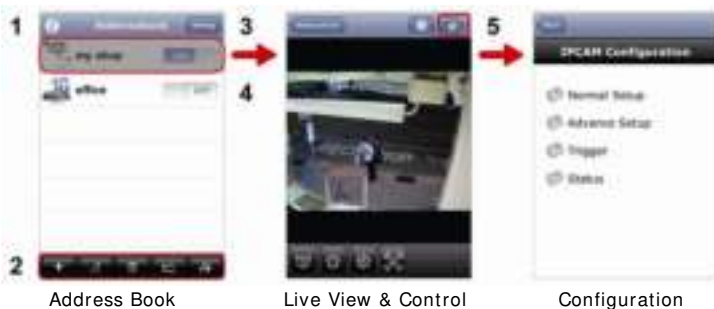 1
3
5
my shop
IPCAM Configuration
4
office
Normal Setup
Advance Setup
Trigger
Status
2
Address Book
Live View & Control
Configuration